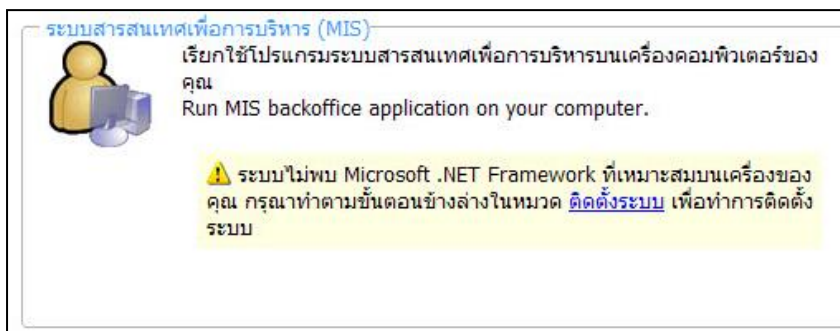 ระบบสารสนเทศเพื่อการบริหาร (MIS)
เรียกใช้โปรแกรมระบบสารสนเทศเพื่อการบริหารบนเครื่องคอมพิวเตอร์ของ
คุณ
Run MIS backoffice application on your computer.
ระบบไม่พบ Microsoft .NET Framework ที่เหมาะสมบนเครื่องของ
คุณ กรุณาทำตามขั้นตอนข้างล่างในหมวด ติดตั้งระบบ เพื่อทำการติดตั้ง
ระบบ